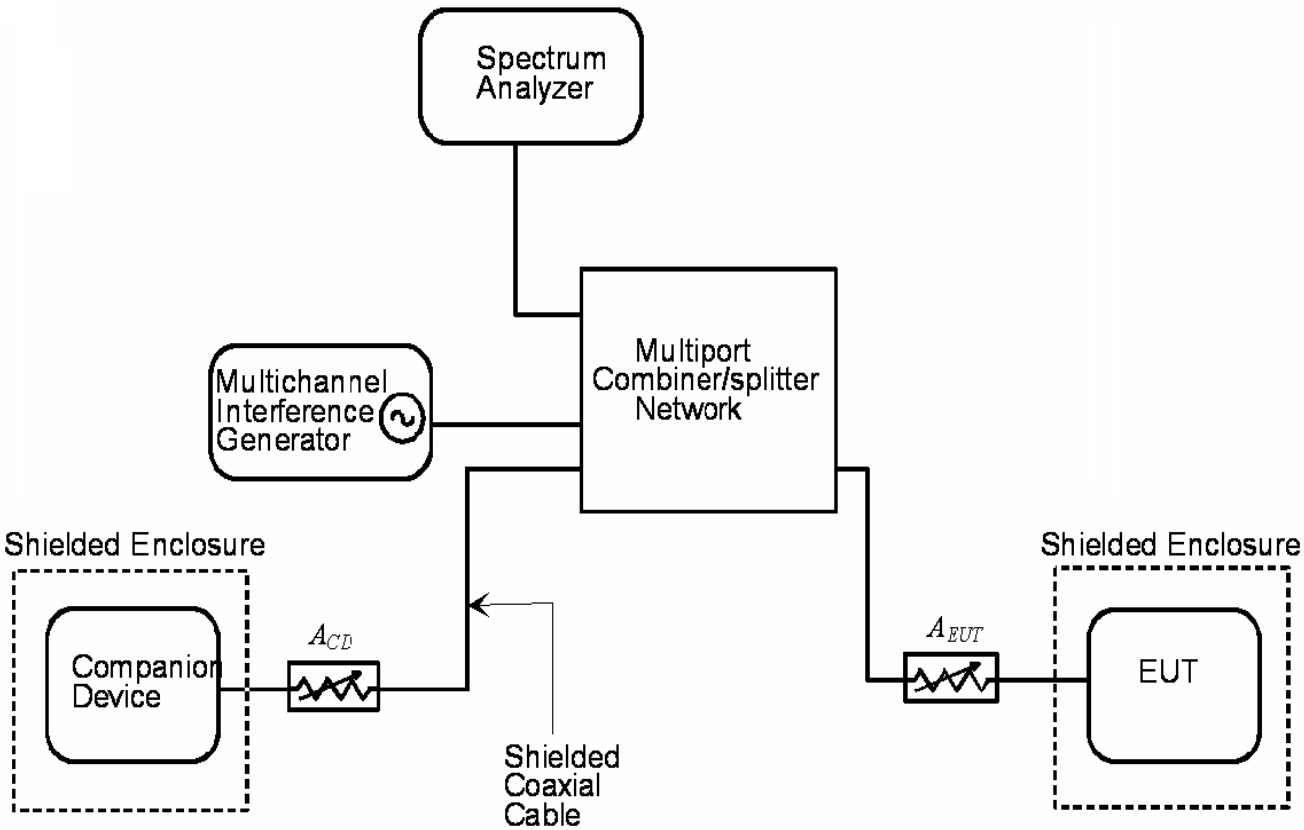 Spectrum
Analyzer
Multiport
Combiner/splitter
Network
Multichannel
Interference
Generator
Shielded Enclosure
Shielded Enclosure
A_CD
A_EUT
Companion
Device
EUT
Shielded
Coaxial
Cable